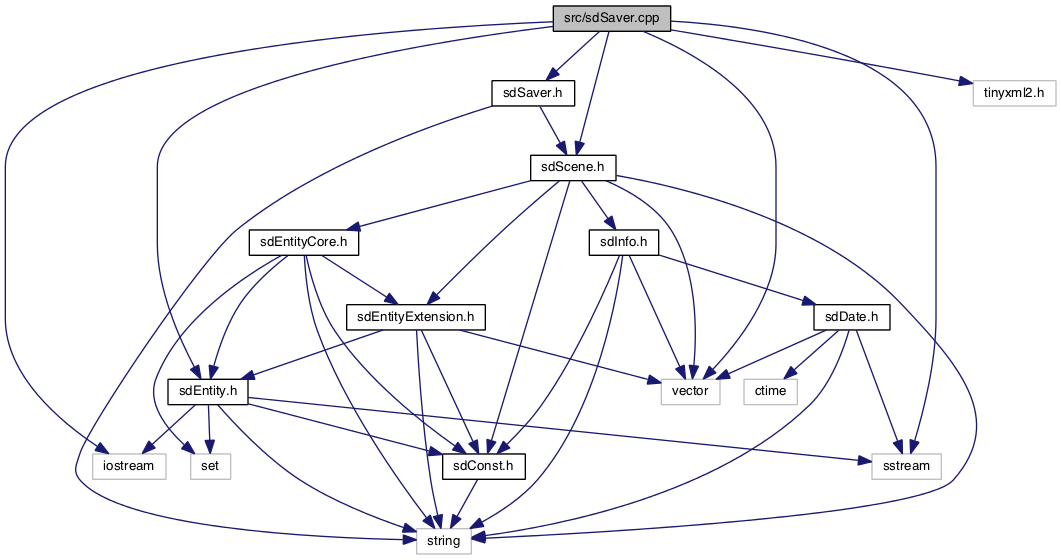 src/sdSaver.cpp
sdSaver.h
tinyxml2.h
sdScene.h
sdEntityCore.h
sdInfo.h
sdEntityExtension.h
sdDate.h
sdEntity.h
vector
ctime
iostream
set
sdConst.h
sstream
string